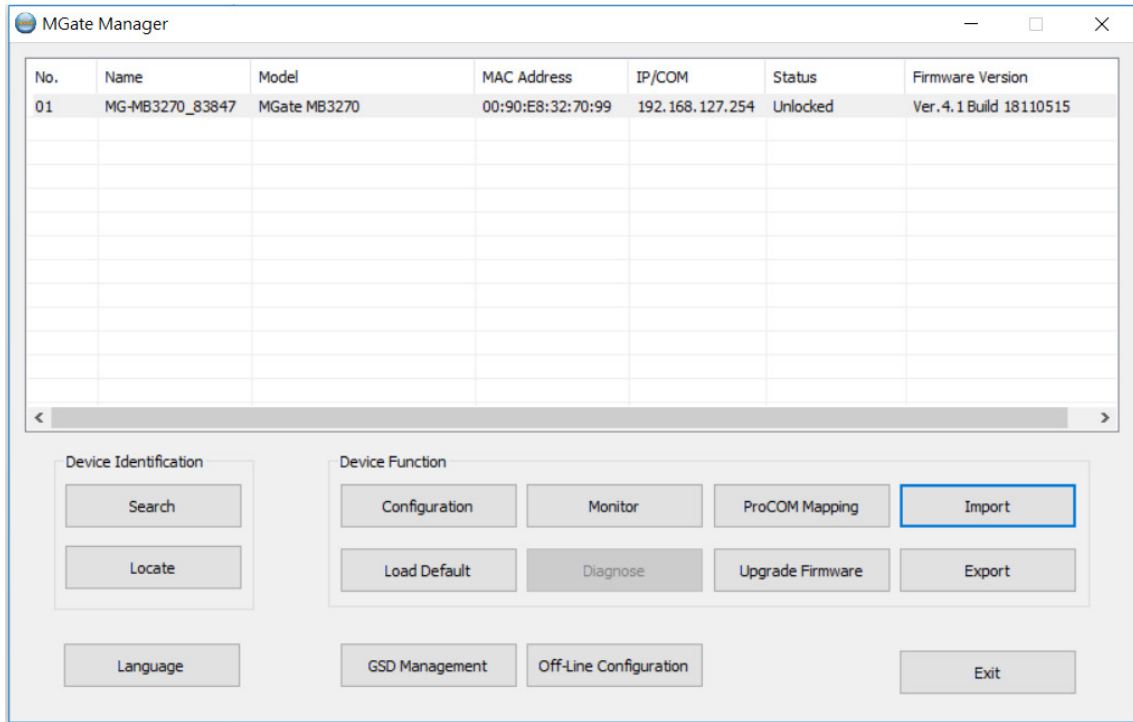 MGate Manager
No. Name Model MAC Address IP/COM Status Firmware Version
01 MG-MB3270_83847 MGate MB3270 00:90:E8:32:70:99 192.168.127.254 Unlocked Ver.4.1 Build 18110515
Device Identification Device Function
Search Configuration Monitor ProCOM Mapping Import
Locate Load Default Diagnose Upgrade Firmware Export
Language GSD Management Off-Line Configuration Exit